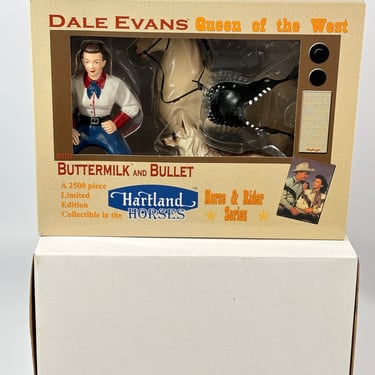 DALE EVANS Queen of the West
BUTTERMILK AND BULLET
A 2500 piece
Limited
Edition
Collectible in the
Hartland
HORSES
TM
Horse & Rider
Series